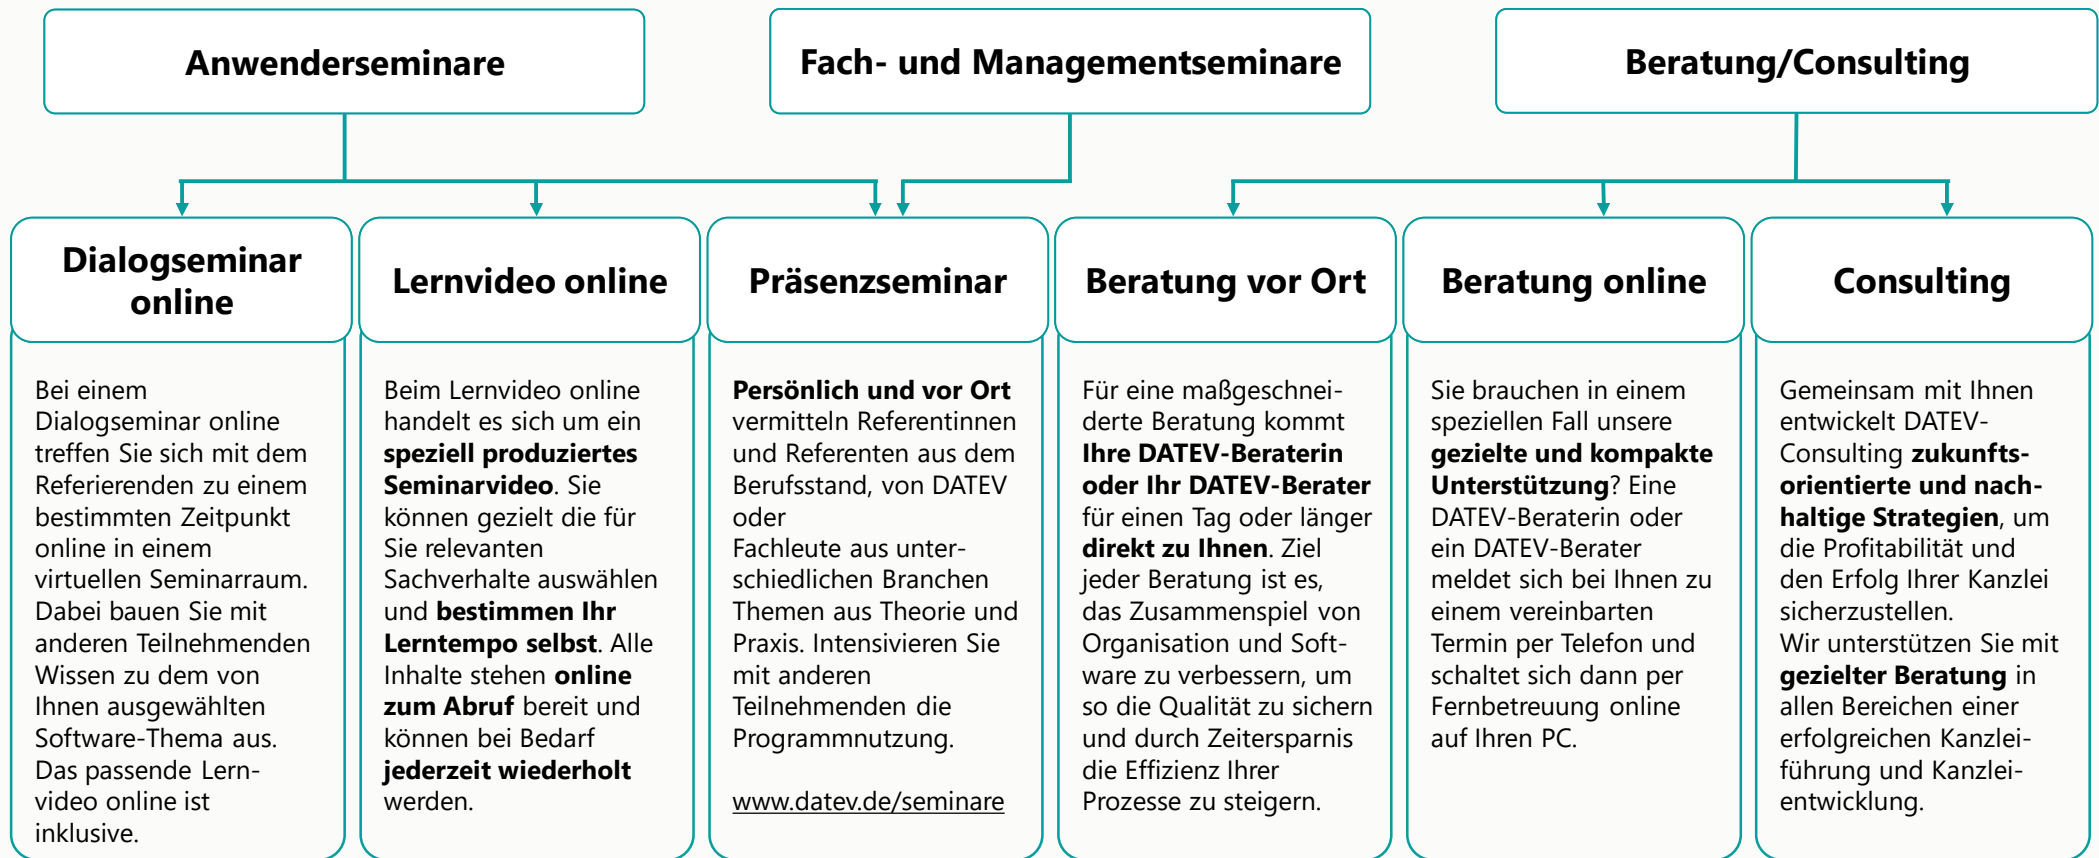 Anwenderseminare
Fach- und Managementseminare
Beratung/Consulting
Dialogseminar
online
Bei einem
Dialogseminar online
treffen Sie sich mit dem
Referierenden zu einem
bestimmten Zeitpunkt
online in einem
virtuellen Seminarraum.
Dabei bauen Sie mit
anderen Teilnehmenden
Wissen zu dem von
Ihnen ausgewählten
Software-Thema aus.
Das passende Lern-
video online ist
inklusive.
Lernvideo online
Beim Lernvideo online
handelt es sich um ein
speziell produziertes
Seminarvideo. Sie
können gezielt die für
Sie relevanten
Sachverhalte auswählen
und bestimmen Ihr
Lerntempo selbst. Alle
Inhalte stehen online
zum Abruf bereit und
können bei Bedarf
jederzeit wiederholt
werden.
Präsenzseminar
Persönlich und vor Ort
vermitteln Referentinnen
und Referenten aus dem
Berufsstand, von DATEV
oder
Fachleute aus unter-
schiedlichen Branchen
Themen aus Theorie und
Praxis. Intensivieren Sie
mit anderen
Teilnehmenden die
Programmnutzung.
www.datev.de/seminare
Beratung vor Ort
Für eine maßgeschnei-
derte Beratung kommt
Ihre DATEV-Beraterin
oder Ihr DATEV-Berater
für einen Tag oder länger
direkt zu Ihnen. Ziel
jeder Beratung ist es,
das Zusammenspiel von
Organisation und Soft-
ware zu verbessern, um
so die Qualität zu sichern
und durch Zeitersparnis
die Effizienz Ihrer
Prozesse zu steigern.
Beratung online
Sie brauchen in einem
speziellen Fall unsere
gezielte und kompakte
Unterstützung? Eine
DATEV-Beraterin oder
ein DATEV-Berater
meldet sich bei Ihnen zu
einem vereinbarten
Termin per Telefon und
schaltet sich dann per
Fernbetreuung online
auf Ihren PC.
Consulting
Gemeinsam mit Ihnen
entwickelt DATEV-
Consulting zukunfts-
orientierte und nach-
haltige Strategien, um
die Profitabilität und
den Erfolg Ihrer Kanzlei
sicherzustellen.
Wir unterstützen Sie mit
gezielter Beratung in
allen Bereichen einer
erfolgreichen Kanzlei-
führung und Kanzlei-
entwicklung.